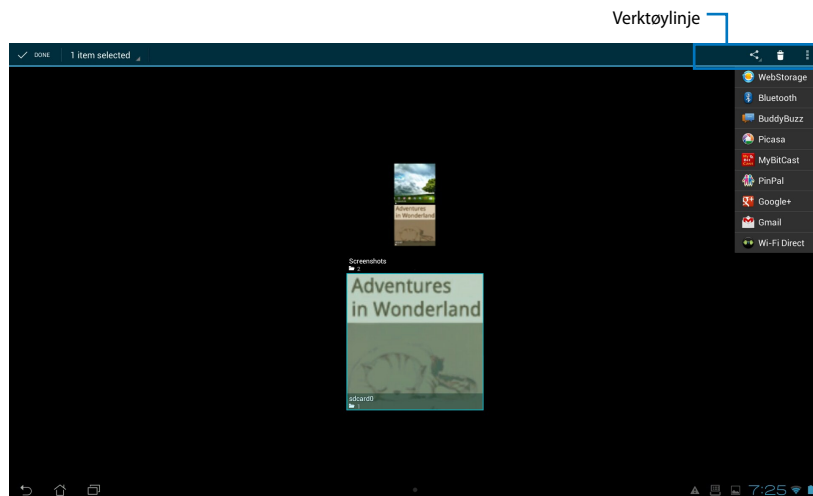 Verktøylinje
DONE 1 item selected
WebStorage
Bluetooth
BuddyBuzz
Picasa
MyBitCast
PinPal
Google+
Gmail
Wi-Fi Direct
Adventures
in Wonderland
Screenshots
2
Adventures
in Wonderland
sdcard0
1
7:25